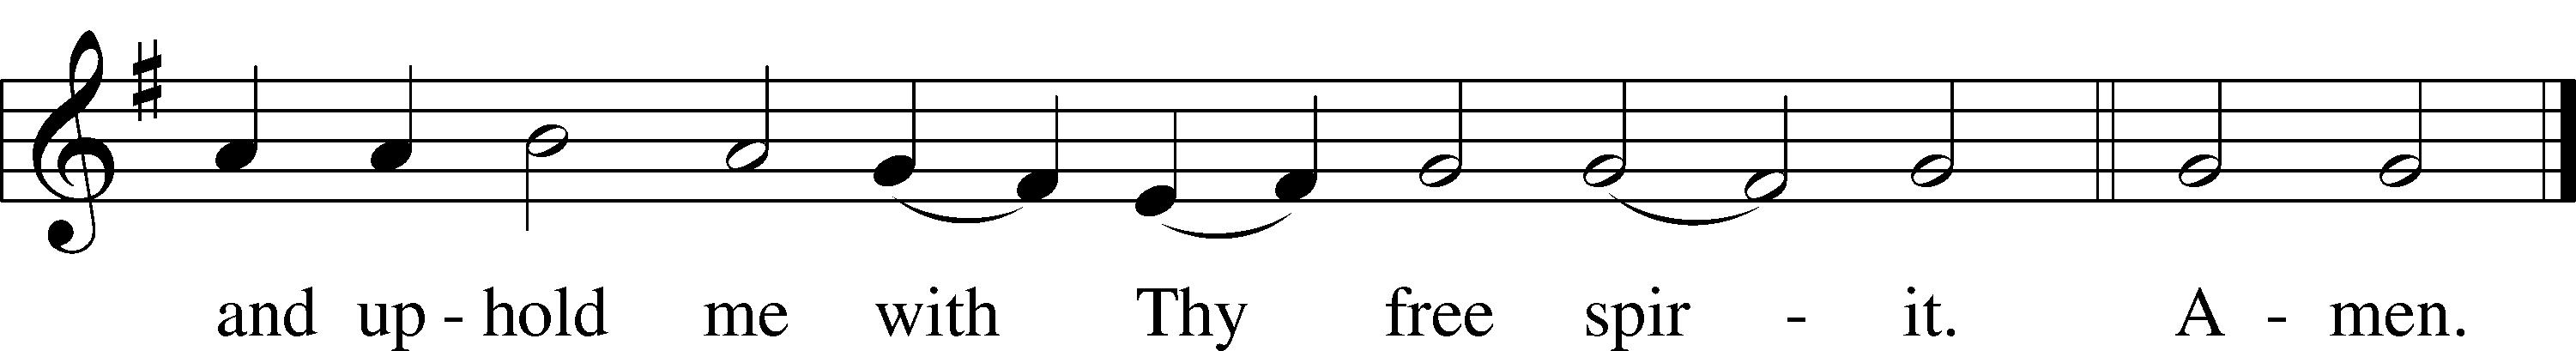 and up - hold me with Thy free spir - it. A - men.